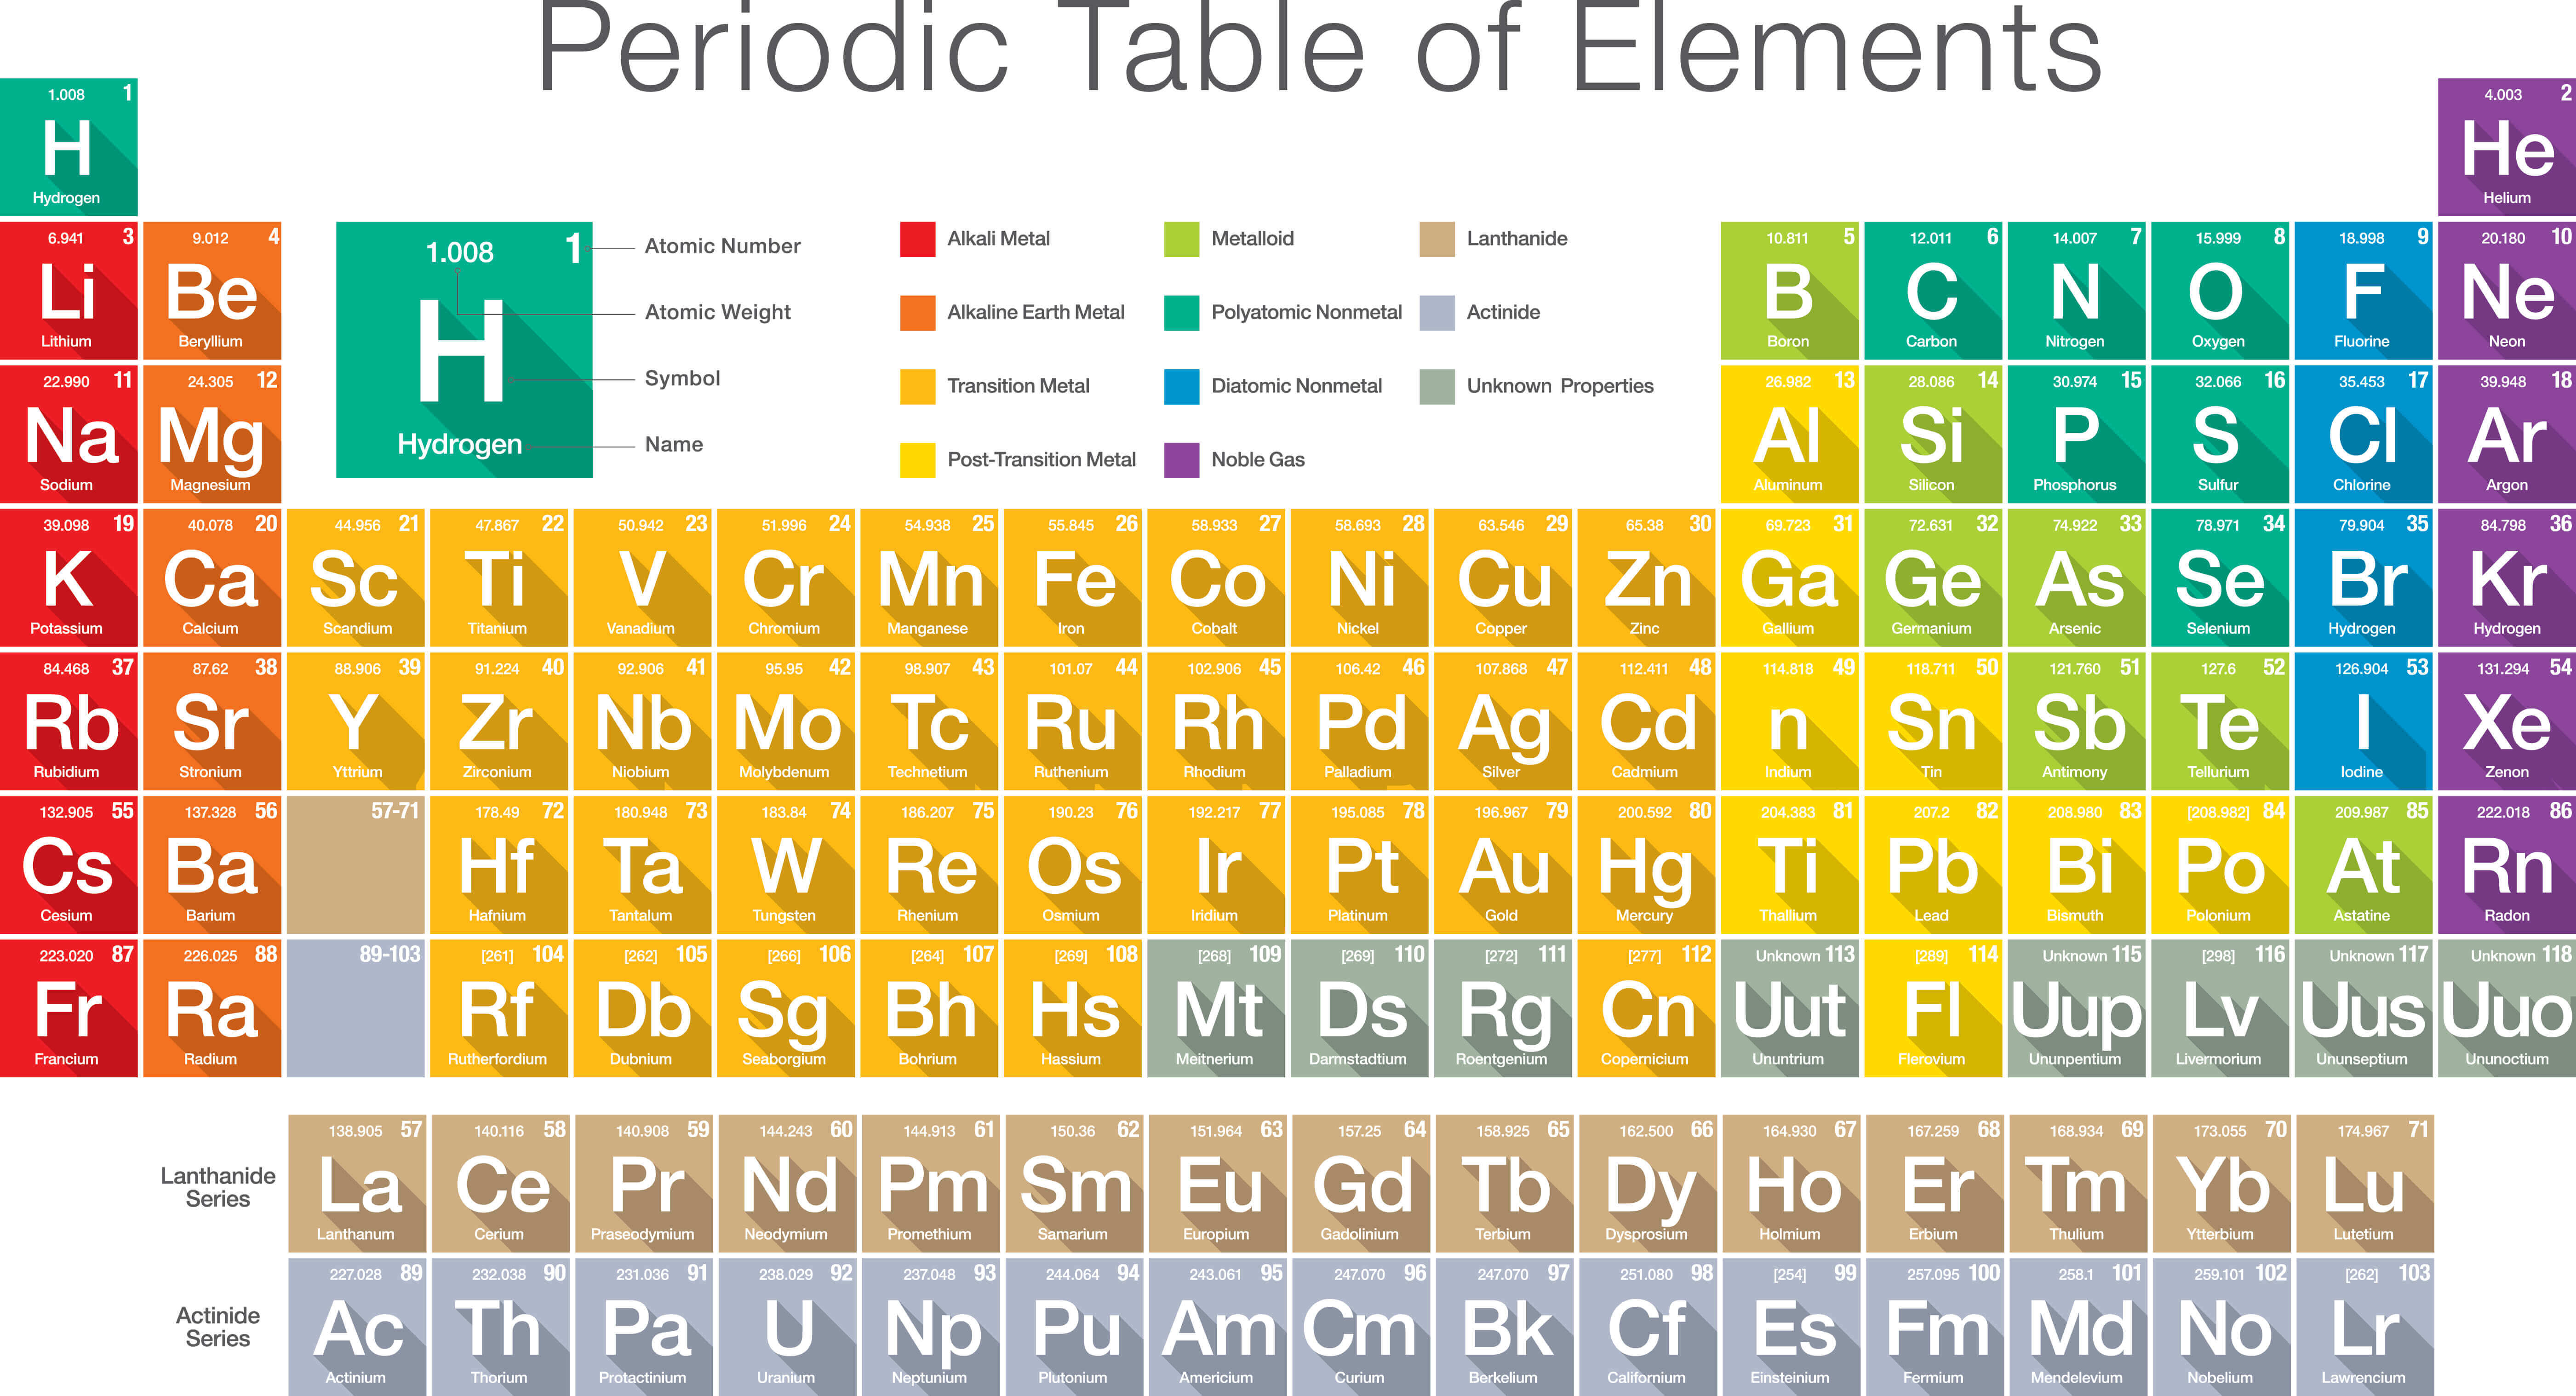 Periodic Table of Elements
1.008 1
H
Hydrogen
4.003 2
He
Helium
6.941 3
Li
Lithium
9.012 4
Be
Beryllium
1.008 1
H
Hydrogen
Atomic Number
Atomic Weight
Symbol
Name
Alkali Metal
Alkaline Earth Metal
Transition Metal
Post-Transition Metal
Metalloid
Polyatomic Nonmetal
Diatomic Nonmetal
Noble Gas
Lanthanide
Actinide
Unknown Properties
10.811 5
B
Boron
12.011 6
C
Carbon
14.007 7
N
Nitrogen
15.999 8
O
Oxygen
18.998 9
F
Fluorine
20.180 10
Ne
Neon
22.990 11
Na
Sodium
24.305 12
Mg
Magnesium
26.982 13
Al
Aluminum
28.086 14
Si
Silicon
30.974 15
P
Phosphorus
32.066 16
S
Sulfur
35.453 17
Cl
Chlorine
39.948 18
Ar
Argon
39.098 19
K
Potassium
40.078 20
Ca
Calcium
44.956 21
Sc
Scandium
47.867 22
Ti
Titanium
50.942 23
V
Vanadium
51.996 24
Cr
Chromium
54.938 25
Mn
Manganese
55.845 26
Fe
Iron
58.933 27
Co
Cobalt
58.693 28
Ni
Nickel
63.546 29
Cu
Copper
65.38 30
Zn
Zinc
69.723 31
Ga
Gallium
72.631 32
Ge
Germanium
74.922 33
As
Arsenic
78.971 34
Se
Selenium
79.904 35
Br
Hydrogen
84.798 36
Kr
Hydrogen
84.468 37
Rb
Rubidium
87.62 38
Sr
Stronium
88.906 39
Y
Yttrium
91.224 40
Zr
Zirconium
92.906 41
Nb
Niobium
95.95 42
Mo
Molybdenum
98.907 43
Tc
Technetium
101.07 44
Ru
Ruthenium
102.906 45
Rh
Rhodium
106.42 46
Pd
Palladium
107.868 47
Ag
Silver
112.411 48
Cd
Cadmium
114.818 49
n
Indium
118.711 50
Sn
Tin
121.760 51
Sb
Antimony
127.6 52
Te
Tellurium
126.904 53
I
Iodine
131.294 54
Xe
Zenon
132.905 55
Cs
Cesium
137.328 56
Ba
Barium
57-71
178.49 72
Hf
Hafnium
180.948 73
Ta
Tantalum
183.84 74
W
Tungsten
186.207 75
Re
Rhenium
190.23 76
Os
Osmium
192.217 77
Ir
Iridium
195.085 78
Pt
Platinum
196.967 79
Au
Gold
200.592 80
Hg
Mercury
204.383 81
Ti
Thallium
207.2 82
Pb
Lead
208.980 83
Bi
Bismuth
[208.982] 84
Po
Polonium
209.987 85
At
Astatine
222.018 86
Rn
Radon
223.020 87
Fr
Francium
226.025 88
Ra
Radium
89-103
[261] 104
Rf
Rutherfordium
[262] 105
Db
Dubnium
[266] 106
Sg
Seaborgium
[264] 107
Bh
Bohrium
[269] 108
Hs
Hassium
[268] 109
Mt
Meitnerium
[269] 110
Ds
Darmstadtium
[272] 111
Rg
Roentgenium
[277] 112
Cn
Copernicium
Unknown 113
Uut
Ununtrium
[289] 114
Fl
Flerovium
Unknown 115
Uup
Ununpentium
[298] 116
Lv
Livermorium
Unknown 117
Uus
Ununseptium
Unknown 118
Uuo
Ununoctium
Lanthanide
Series
138.905 57
La
Lanthanum
140.116 58
Ce
Cerium
140.908 59
Pr
Praseodymium
144.243 60
Nd
Neodymium
144.913 61
Pm
Promethium
150.36 62
Sm
Samarium
151.964 63
Eu
Europium
157.25 64
Gd
Gadolinium
158.925 65
Tb
Terbium
162.500 66
Dy
Dysprosium
164.930 67
Ho
Holmium
167.259 68
Er
Erbium
168.934 69
Tm
Thulium
173.055 70
Yb
Ytterbium
174.967 71
Lu
Lutetium
Actinide
Series
227.028 89
Ac
Actinium
232.038 90
Th
Thorium
231.036 91
Pa
Protactinium
238.029 92
U
Uranium
237.048 93
Np
Neptunium
244.064 94
Pu
Plutonium
243.061 95
Am
Americium
247.070 96
Cm
Curium
247.070 97
Bk
Berkelium
251.080 98
Cf
Californium
[254] 99
Es
Einsteinium
257.095 100
Fm
Fermium
258.1 101
Md
Mendelevium
259.101 102
No
Nobelium
[262] 103
Lr
Lawrencium